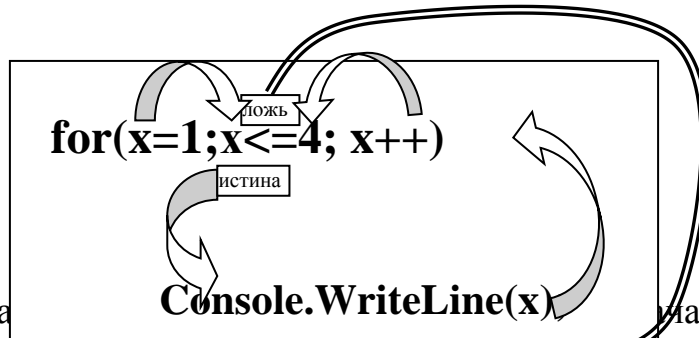 ложь
for(x=1;x<=4; x++)
истина
Console.WriteLine(x)